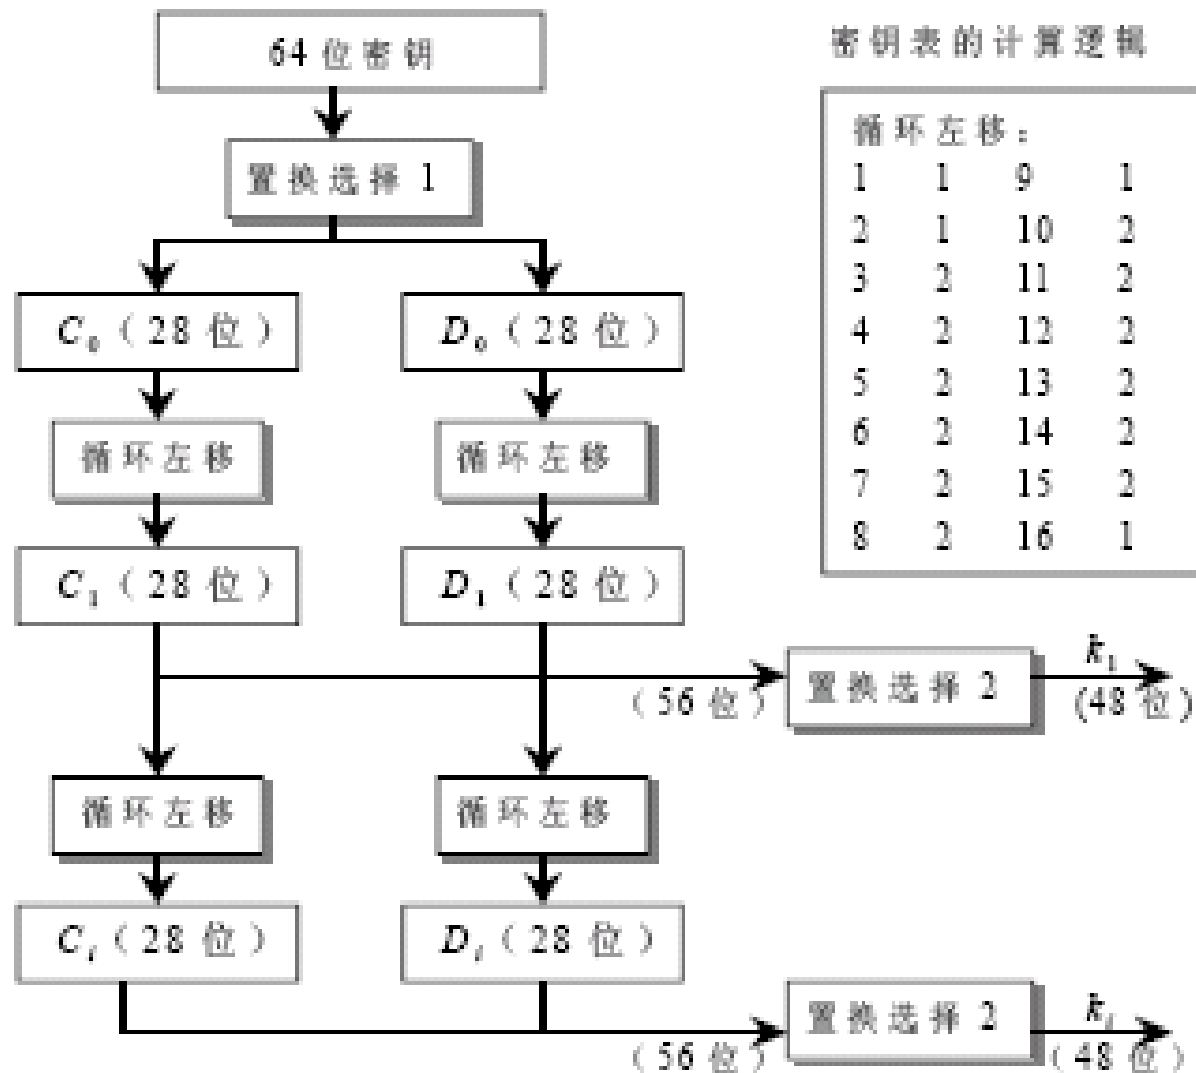 64 位密钥
密钥表的计算逻辑
循环左移：
1 1 9 1
2 1 10 2
3 2 11 2
4 2 12 2
5 2 13 2
6 2 14 2
7 2 15 2
8 2 16 1
置换选择 1
C₀（28 位） D₀（28 位）
循环左移 循环左移
C₁（28 位） D₁（28 位）
（56 位） 置换选择 2 k₁ (48 位)
循环左移 循环左移
Cᵢ（28 位） Dᵢ（28 位）
（56 位） 置换选择 2 kᵢ （48 位）